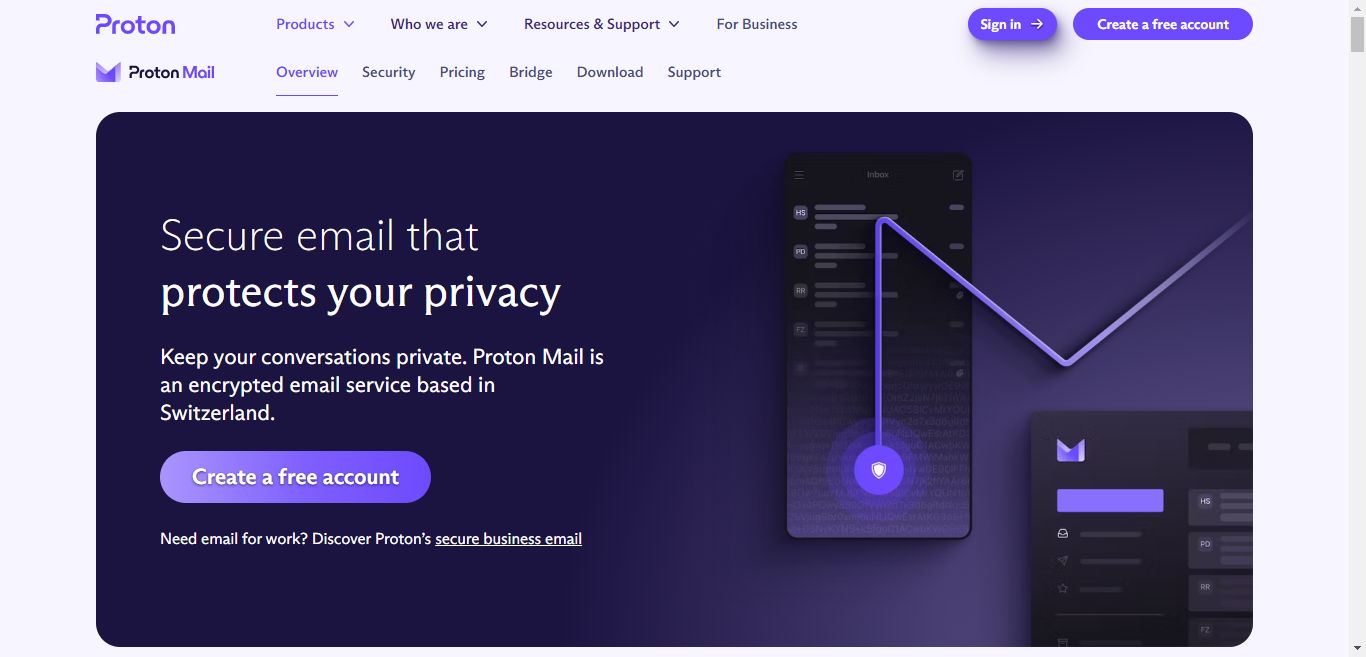 Proton
Products
Who we are
Resources & Support
For Business
Sign in
Create a free account
Proton Mail
Overview
Security
Pricing
Bridge
Download
Support
Secure email that
protects your privacy
Keep your conversations private. Proton Mail is
an encrypted email service based in
Switzerland.
Create a free account
Need email for work? Discover Proton’s secure business email
Inbox
HS
PD
RR
FZ
HS
PD
RR
FZ